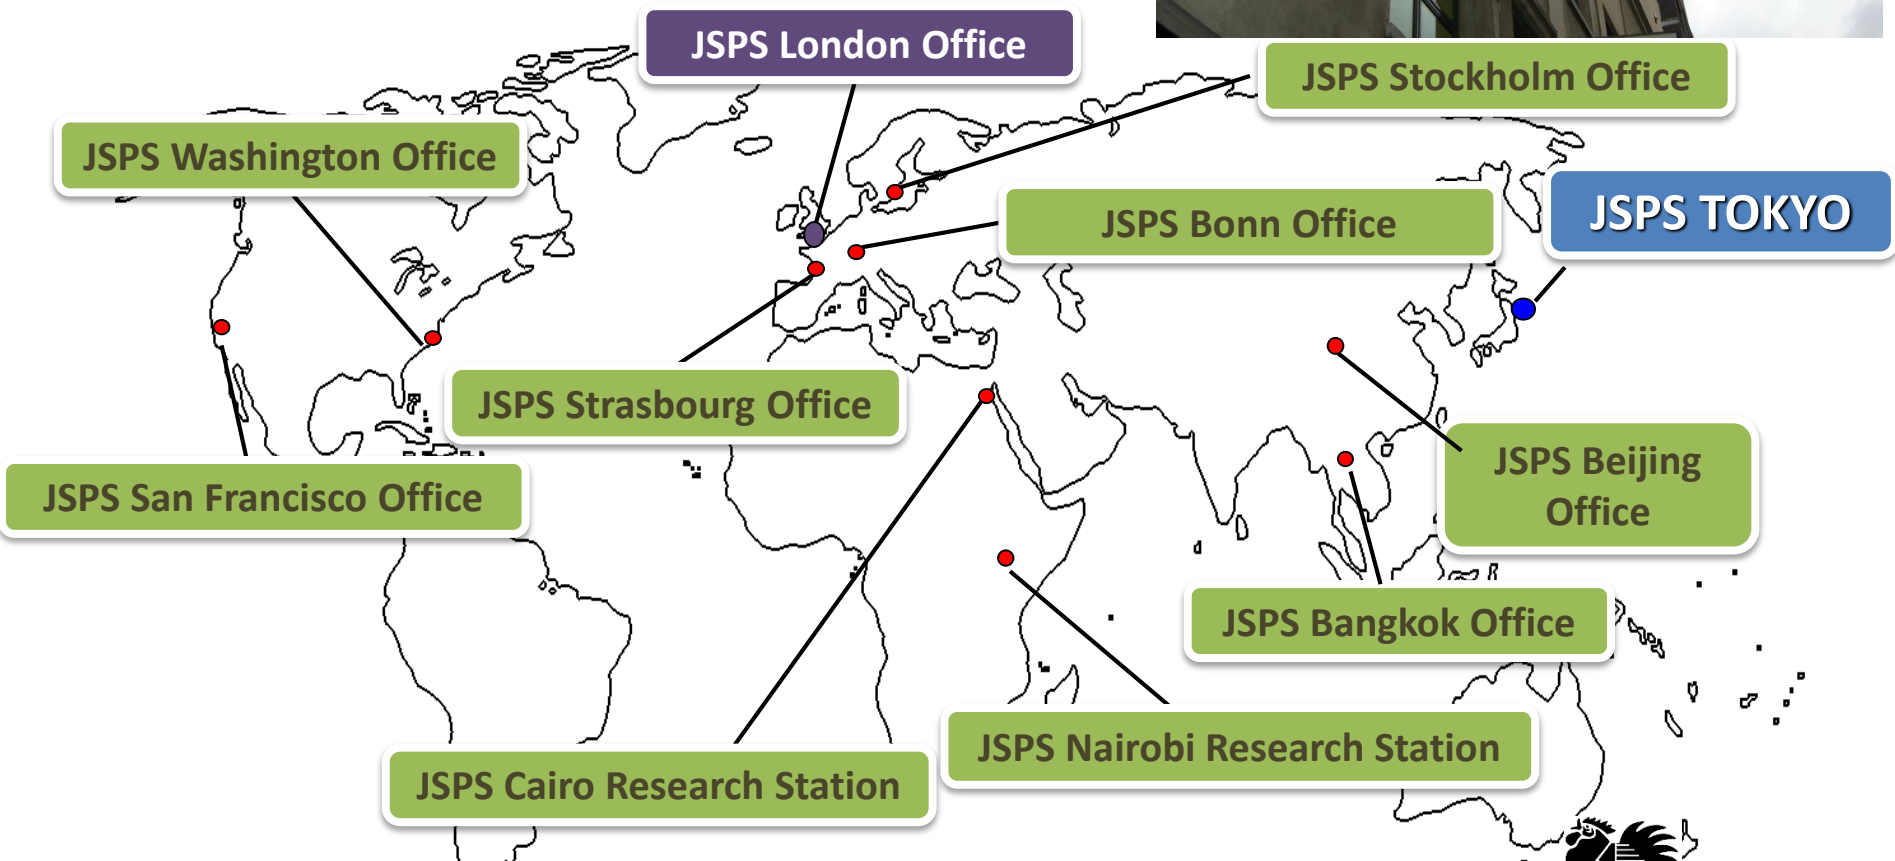 JSPS London Office
JSPS Stockholm Office
JSPS Washington Office
JSPS Bonn Office
JSPS TOKYO
JSPS Strasbourg Office
JSPS San Francisco Office
JSPS Beijing
Office
JSPS Bangkok Office
JSPS Nairobi Research Station
JSPS Cairo Research Station